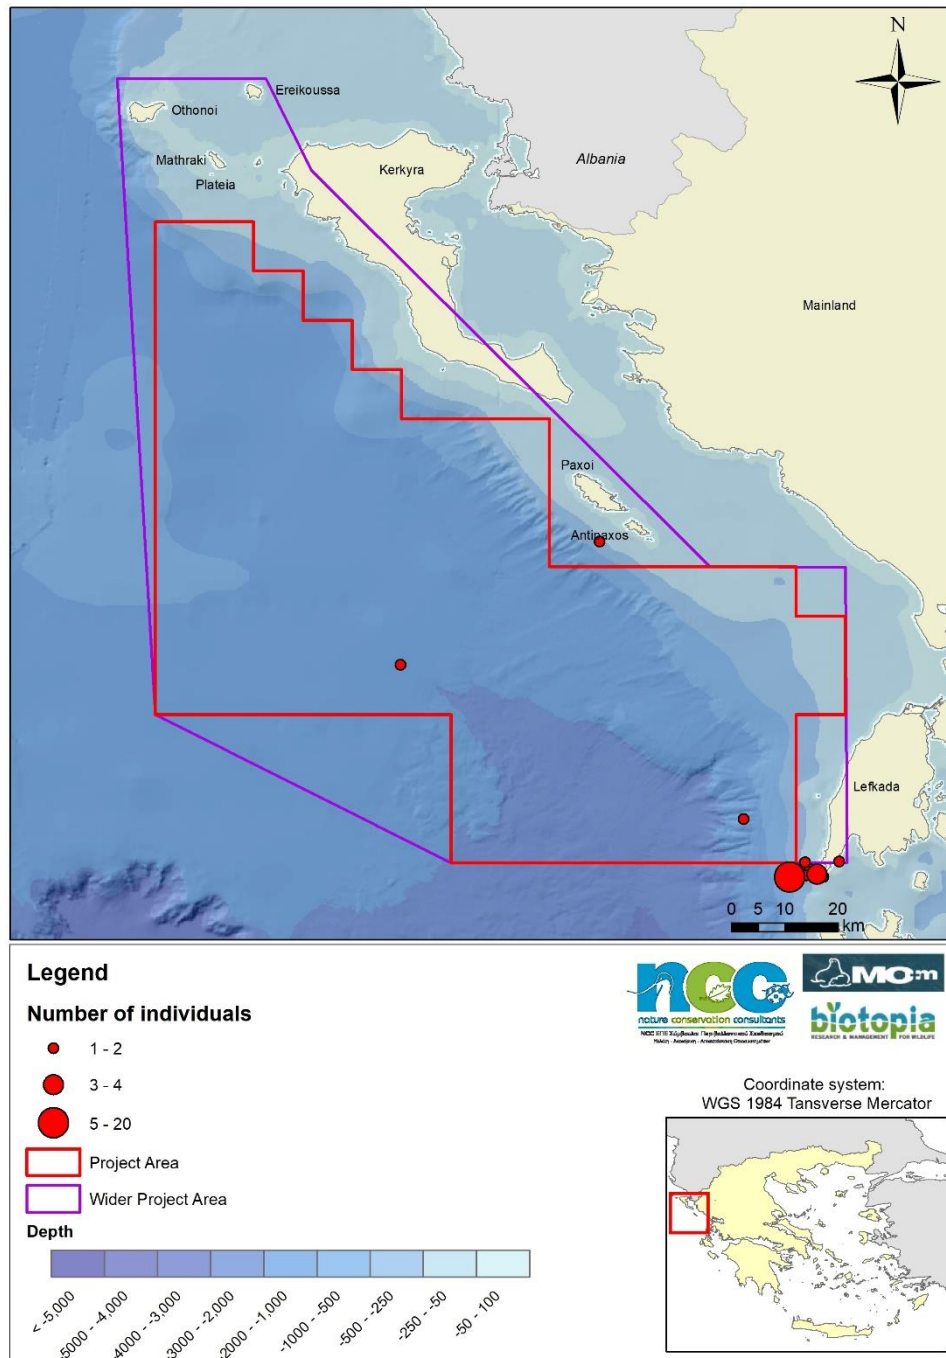 N
Ereikoussa
Othonoi
Mathraki
Plateia
Kerkyra
Albania
Mainland
Paxoi
Antipaxos
Lefkada
0 5 10 20
km
Legend
Number of individuals
1 - 2
3 - 4
5 - 20
Project Area
Wider Project Area
Depth
< -5,000
-5000 - -4,000
-4000 - -3,000
-3000 - -2,000
-2000 - -1,000
-1000 - -500
-500 - -250
-250 - -50
-50 - 100
ncc
nature conservation consultants
MO:m
biotopia
RESEARCH & MANAGEMENT FOR WILDLIFE
Coordinate system:
WGS 1984 Tansverse Mercator